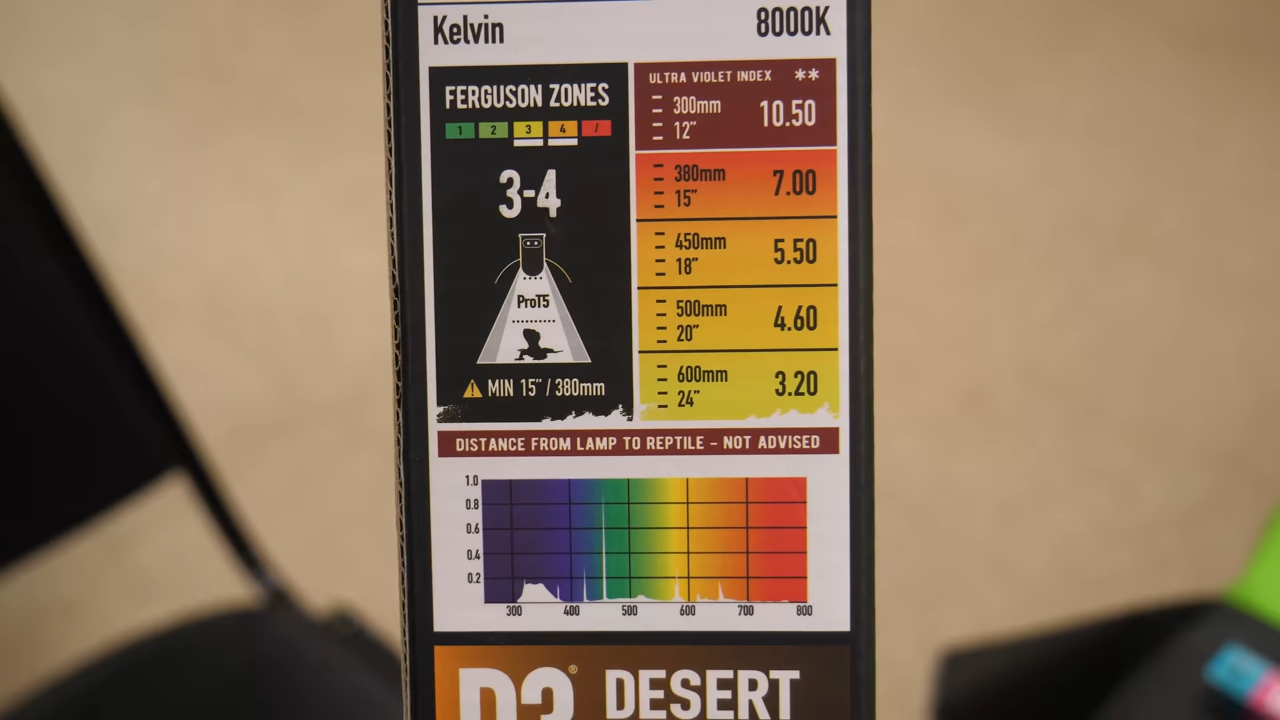 Kelvin 8000K
FERGUSON ZONES
1 2 3 4 /
3-4
ProT5
MIN 15” / 380mm
ULTRA VIOLET INDEX **
300mm 10.50
12”
380mm 7.00
15”
450mm 5.50
18”
500mm 4.60
20”
600mm 3.20
24”
DISTANCE FROM LAMP TO REPTILE – NOT ADVISED
1.0
0.8
0.6
0.4
0.2
300 400 500 600 700 800
D3® DESERT